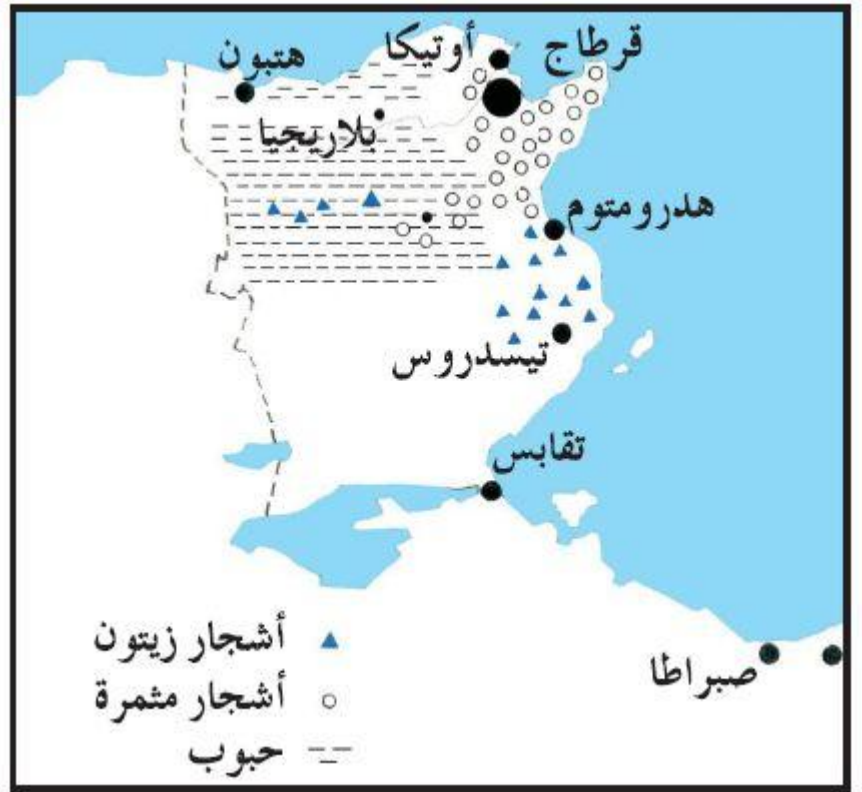 قرطاج
أوتيكا
هتبون
بلاريجيا
هدرومتوم
تيسدروس
تقابس
صبراطا
أشجار زيتون
أشجار مثمرة
حبوب